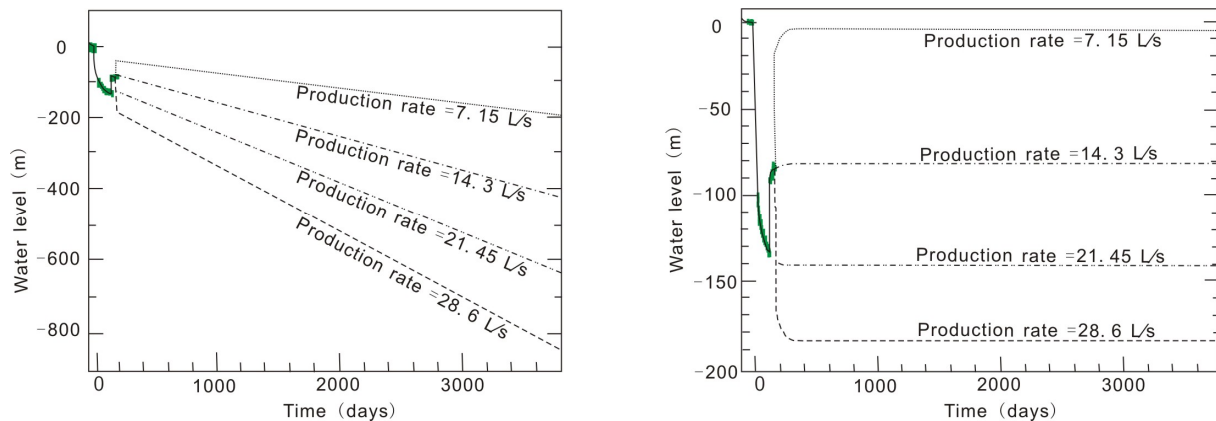 0
-200
-400
-600
-800
Water level (m)
Production rate =7.15 L/s
Production rate =14.3 L/s
Production rate =21.45 L/s
Production rate =28.6 L/s
0
1000
2000
3000
Time (days)
-0
-50
-100
-150
-200
Water level (m)
Production rate =7.15 L/s
Production rate =14.3 L/s
Production rate =21.45 L/s
Production rate =28.6 L/s
0
1000
2000
3000
Time (days)